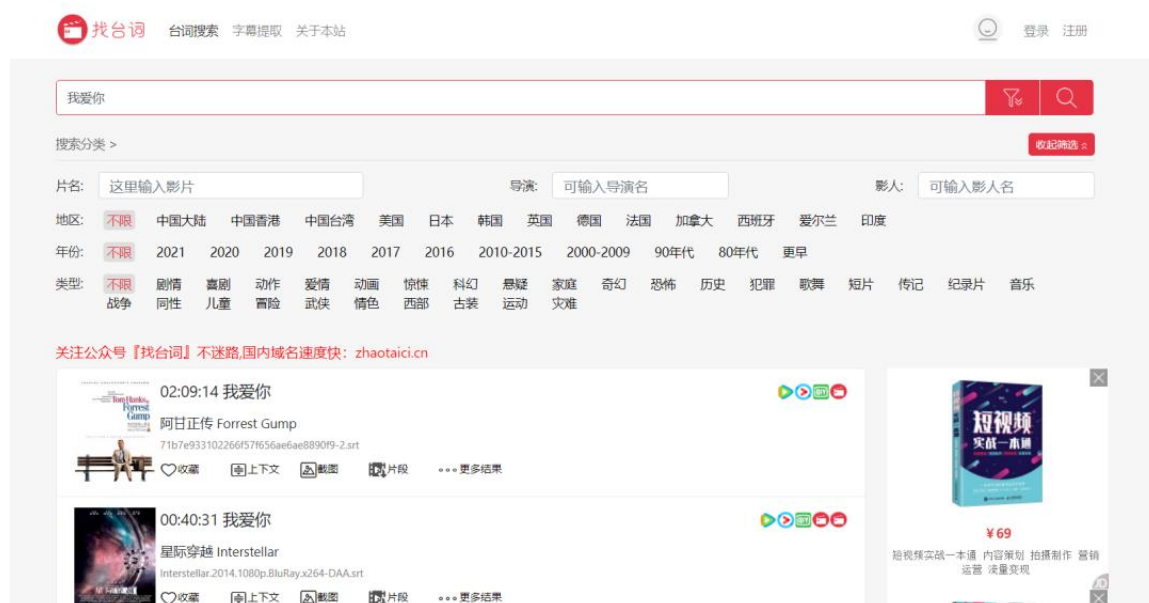 找台词 台词搜索 字幕提取 关于本站 登录 注册
我爱你
搜索分类 > 收起筛选
片名: 这里输入影片 导演: 可输入导演名 影人: 可输入影人名
地区: 不限 中国大陆 中国香港 中国台湾 美国 日本 韩国 英国 德国 法国 加拿大 西班牙 爱尔兰 印度
年份: 不限 2021 2020 2019 2018 2017 2016 2010-2015 2000-2009 90年代 80年代 更早
类型: 不限 剧情 喜剧 动作 爱情 动画 惊悚 科幻 悬疑 家庭 奇幻 恐怖 历史 犯罪 歌舞 短片 传记 纪录片 音乐
战争 同性 儿童 冒险 武侠 情色 西部 古装 运动 灾难
关注公众号『找台词』不迷路,国内域名速度快：zhaotaici.cn
Tom Hanks
Forrest
Gump
02:09:14 我爱你
阿甘正传 Forrest Gump
71b7e933102266f57f656ae6ae8890f9-2.srt
收藏 上下文 截图 片段 更多结果
00:40:31 我爱你
星际穿越 Interstellar
Interstellar.2014.1080p.BluRay.x264-DAA.srt
收藏 上下文 截图 片段 更多结果
短视频
实战一本通
¥69
短视频实战一本通 内容策划 拍摄制作 营销
运营 流量变现